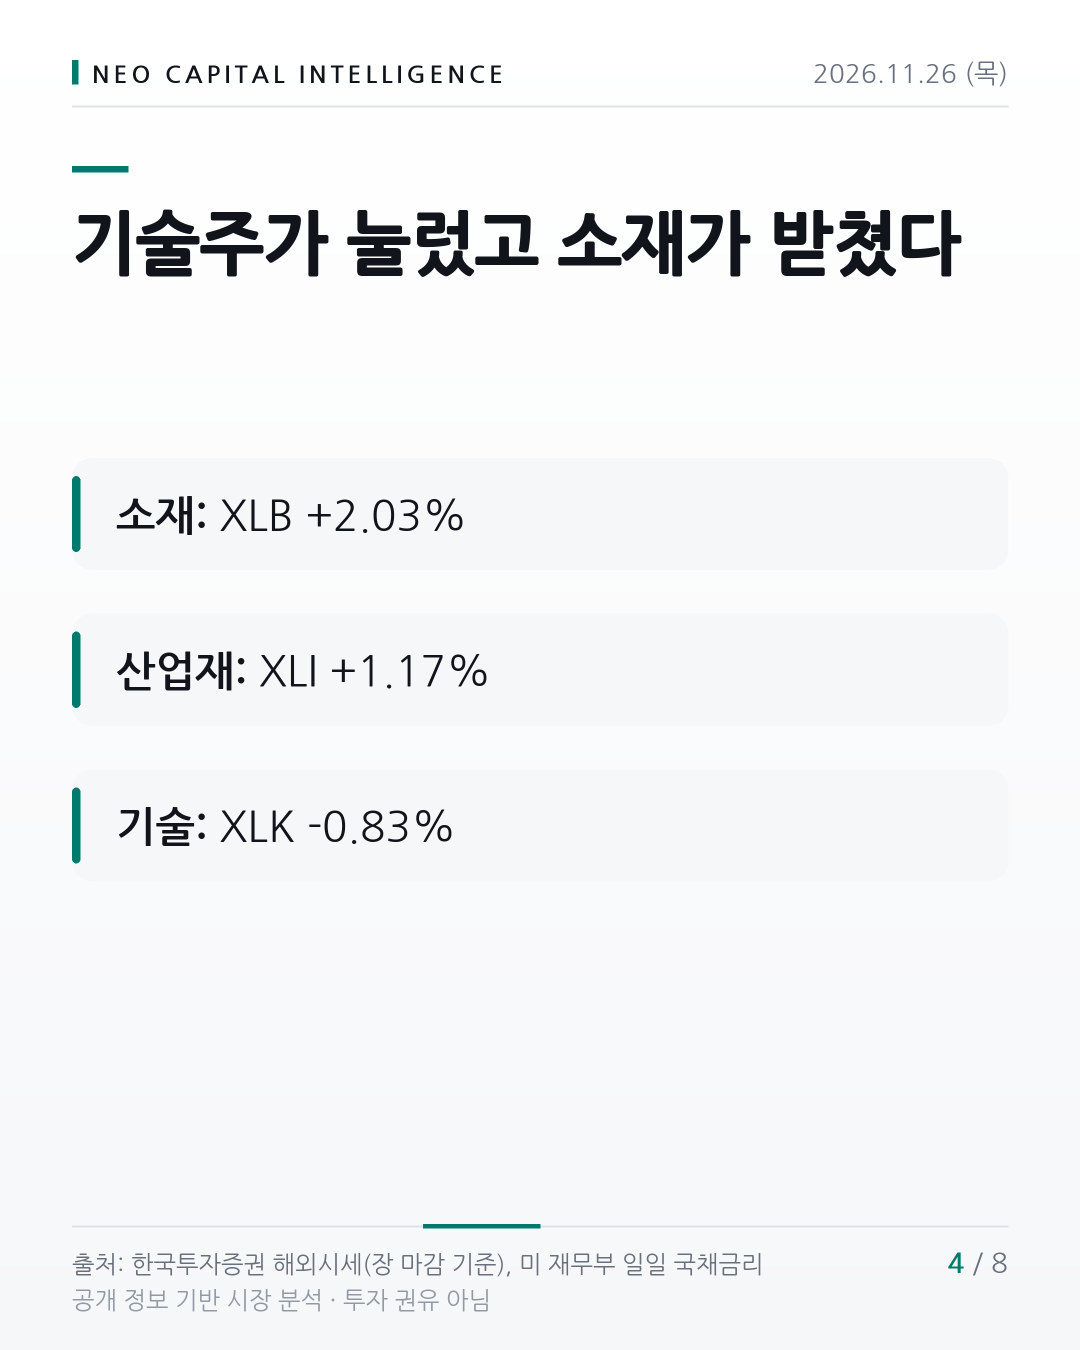 NEO CAPITAL INTELLIGENCE
2026.11.26 (목)
기술주가 눌렀고 소재가 받쳤다
소재: XLB +2.03%
산업재: XLI +1.17%
기술: XLK -0.83%
출처: 한국투자증권 해외시세(장 마감 기준), 미 재무부 일일 국채금리
4 / 8
공개 정보 기반 시장 분석 · 투자 권유 아님